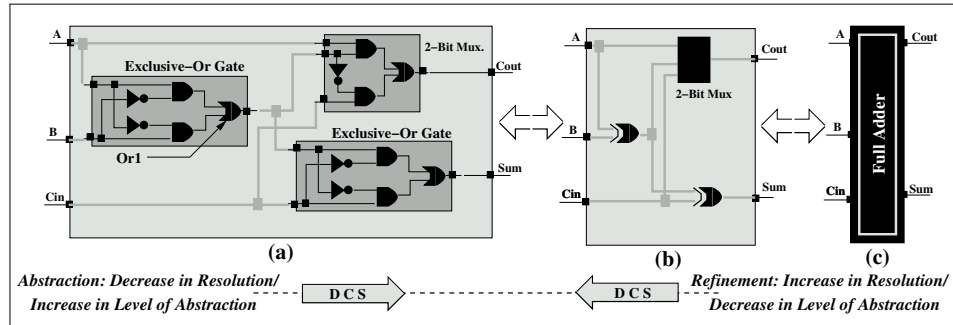 A
Exclusive-Or Gate
2-Bit Mux.
Cout
B
Or1
Exclusive-Or Gate
Sum
Cin
(a)
A
Cout
2-Bit Mux
B
Sum
Cin
(b)
A
Cout
B
Full Adder
Cin
Sum
(c)
Abstraction: Decrease in Resolution/
Increase in Level of Abstraction
D C S
D C S
Refinement: Increase in Resolution/
Decrease in Level of Abstraction